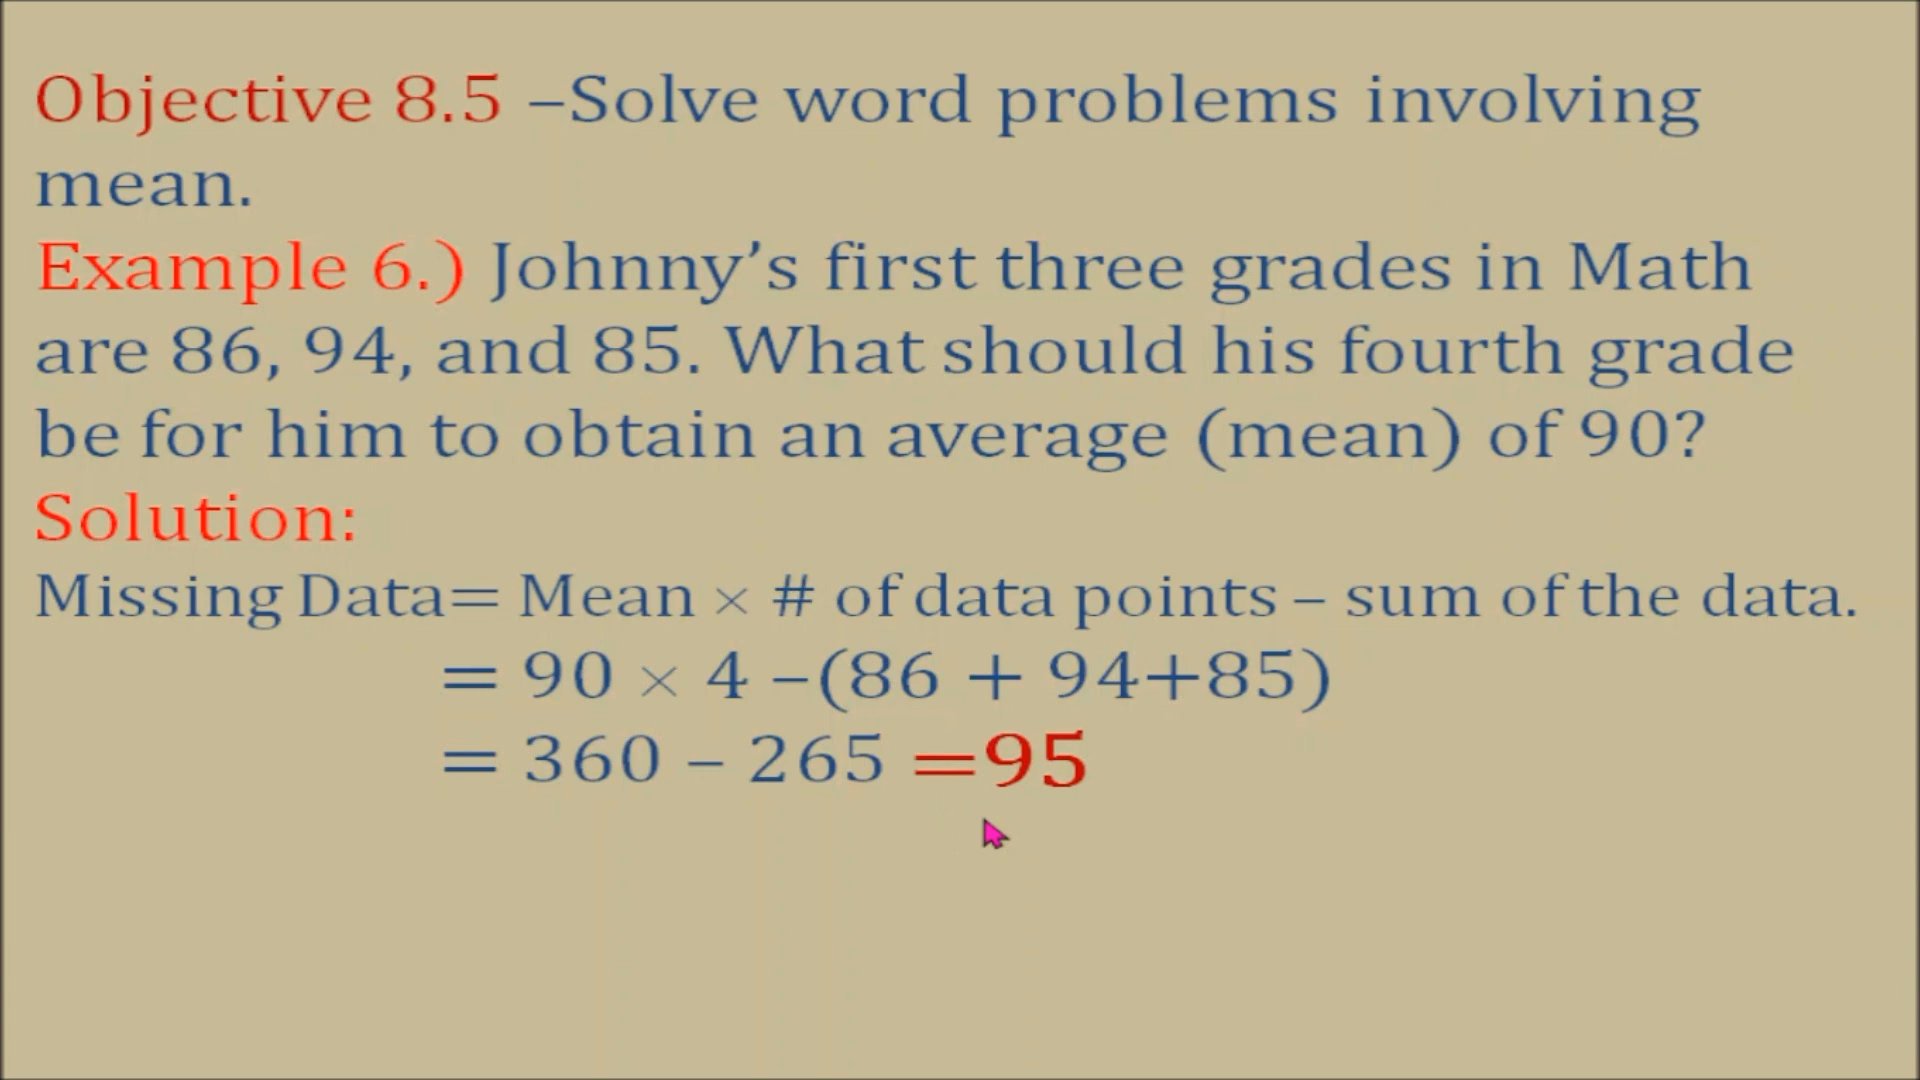 Objective 8.5 –Solve word problems involving
mean.
Example 6.) Johnny’s first three grades in Math
are 86, 94, and 85. What should his fourth grade
be for him to obtain an average (mean) of 90?
Solution:
Missing Data= Mean × # of data points – sum of the data.
= 90 × 4 –(86 + 94+85)
= 360 – 265 =95